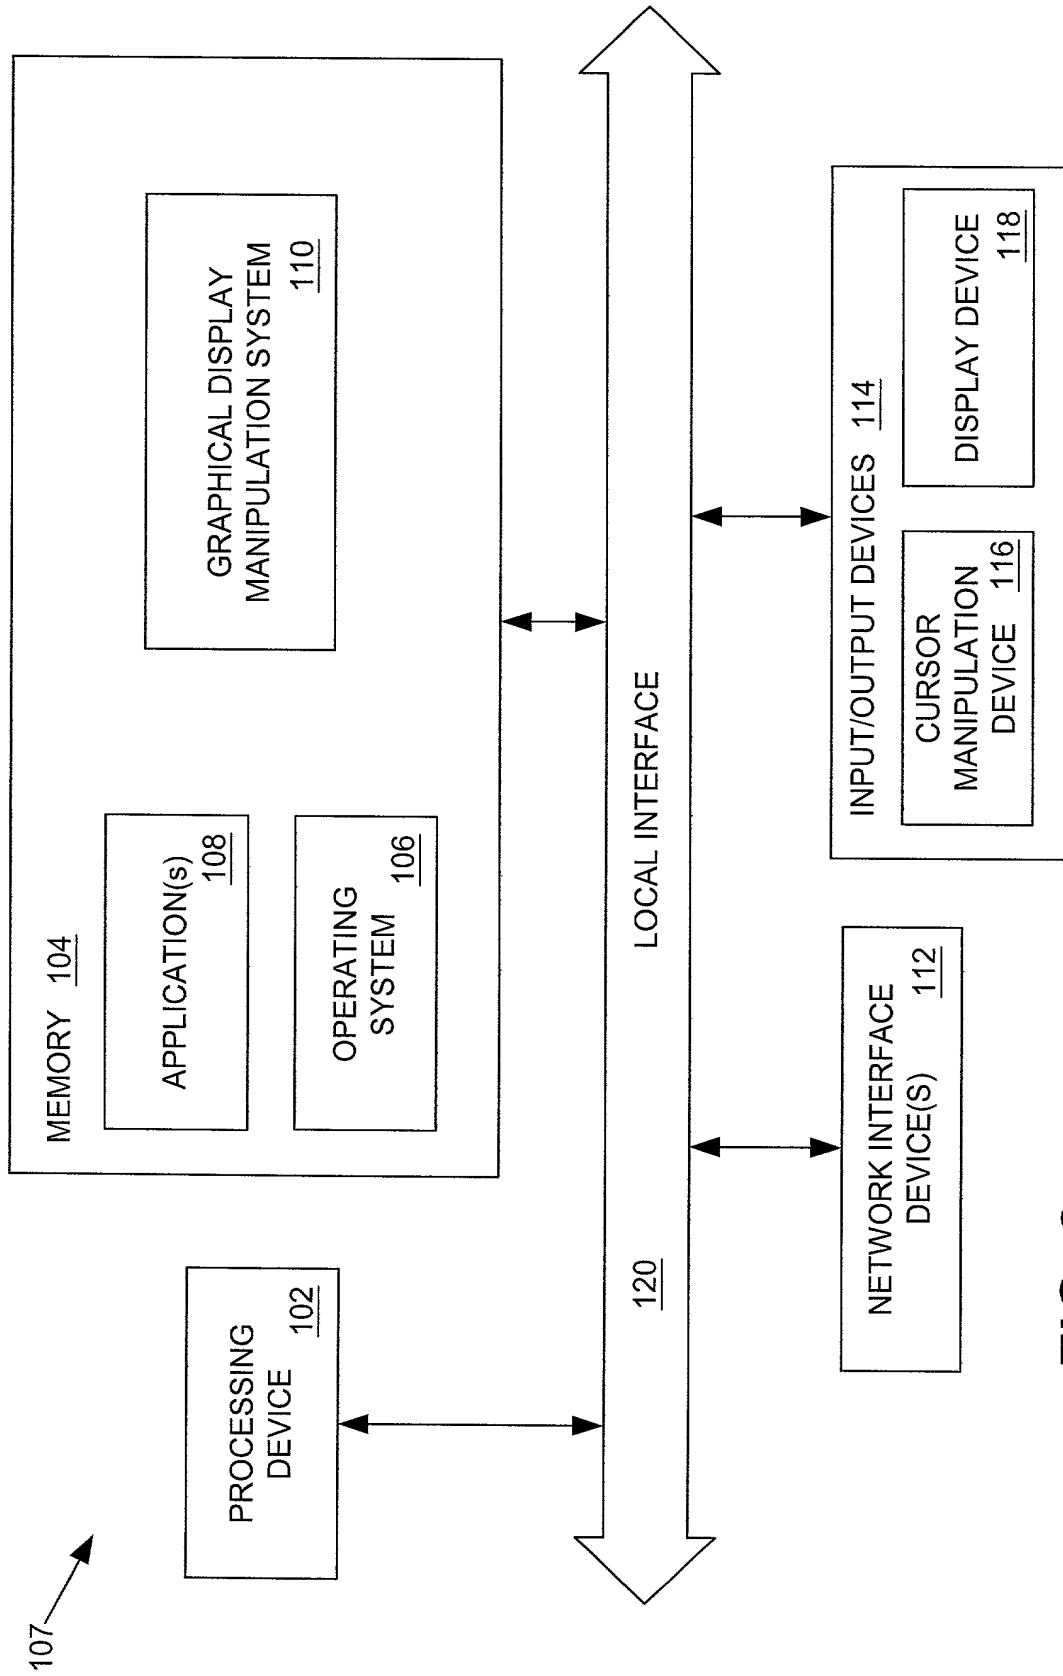 107
PROCESSING
DEVICE
102
MEMORY 104
APPLICATION(s)
108
OPERATING
SYSTEM
106
GRAPHICAL DISPLAY
MANIPULATION SYSTEM
110
120
LOCAL INTERFACE
NETWORK INTERFACE
DEVICE(S)
112
INPUT/OUTPUT DEVICES 114
CURSOR
MANIPULATION
DEVICE 116
DISPLAY DEVICE
118